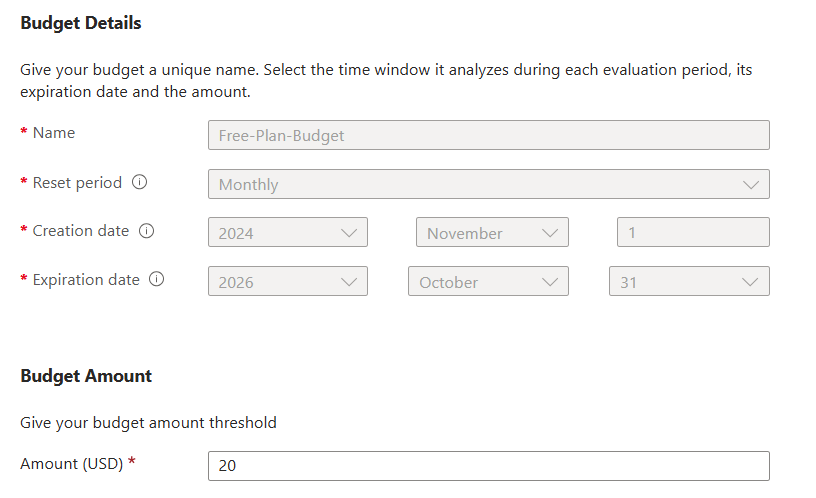 Budget Details
Give your budget a unique name. Select the time window it analyzes during each evaluation period, its
expiration date and the amount.
* Name
Free-Plan-Budget
* Reset period
Monthly
* Creation date
2024
November
1
* Expiration date
2026
October
31
Budget Amount
Give your budget amount threshold
Amount (USD) *
20